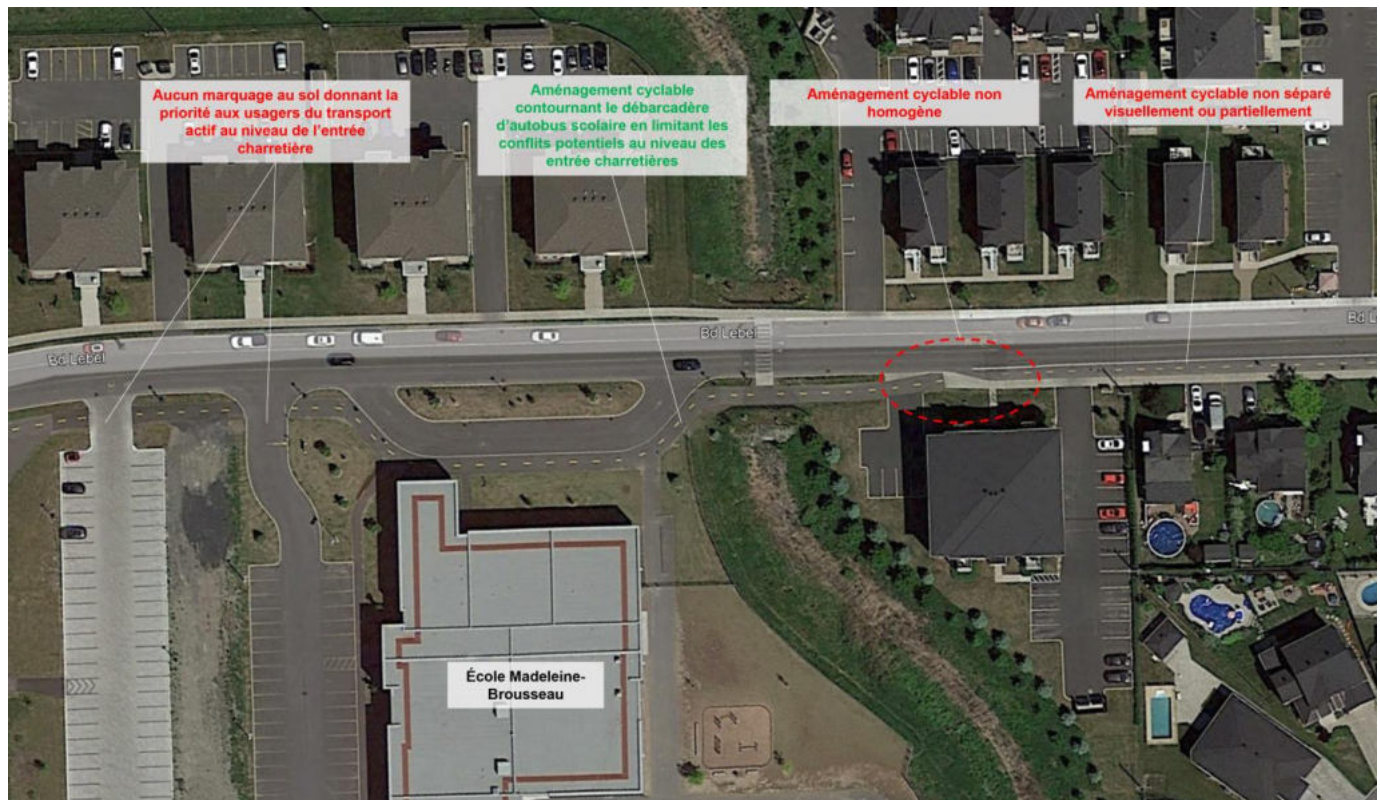 Aucun marquage au sol donnant la
priorité aux usagers du transport
actif au niveau de l'entrée
charretière
Aménagement cyclable
contournant le débarcadère
d'autobus scolaire en limitant les
conflits potentiels au niveau des
entrée charretières
Aménagement cyclable non
homogène
Aménagement cyclable non séparé
visuellement ou partiellement
Bd Lebel
Bd Lebel
Bd L
École Madeleine-
Brousseau